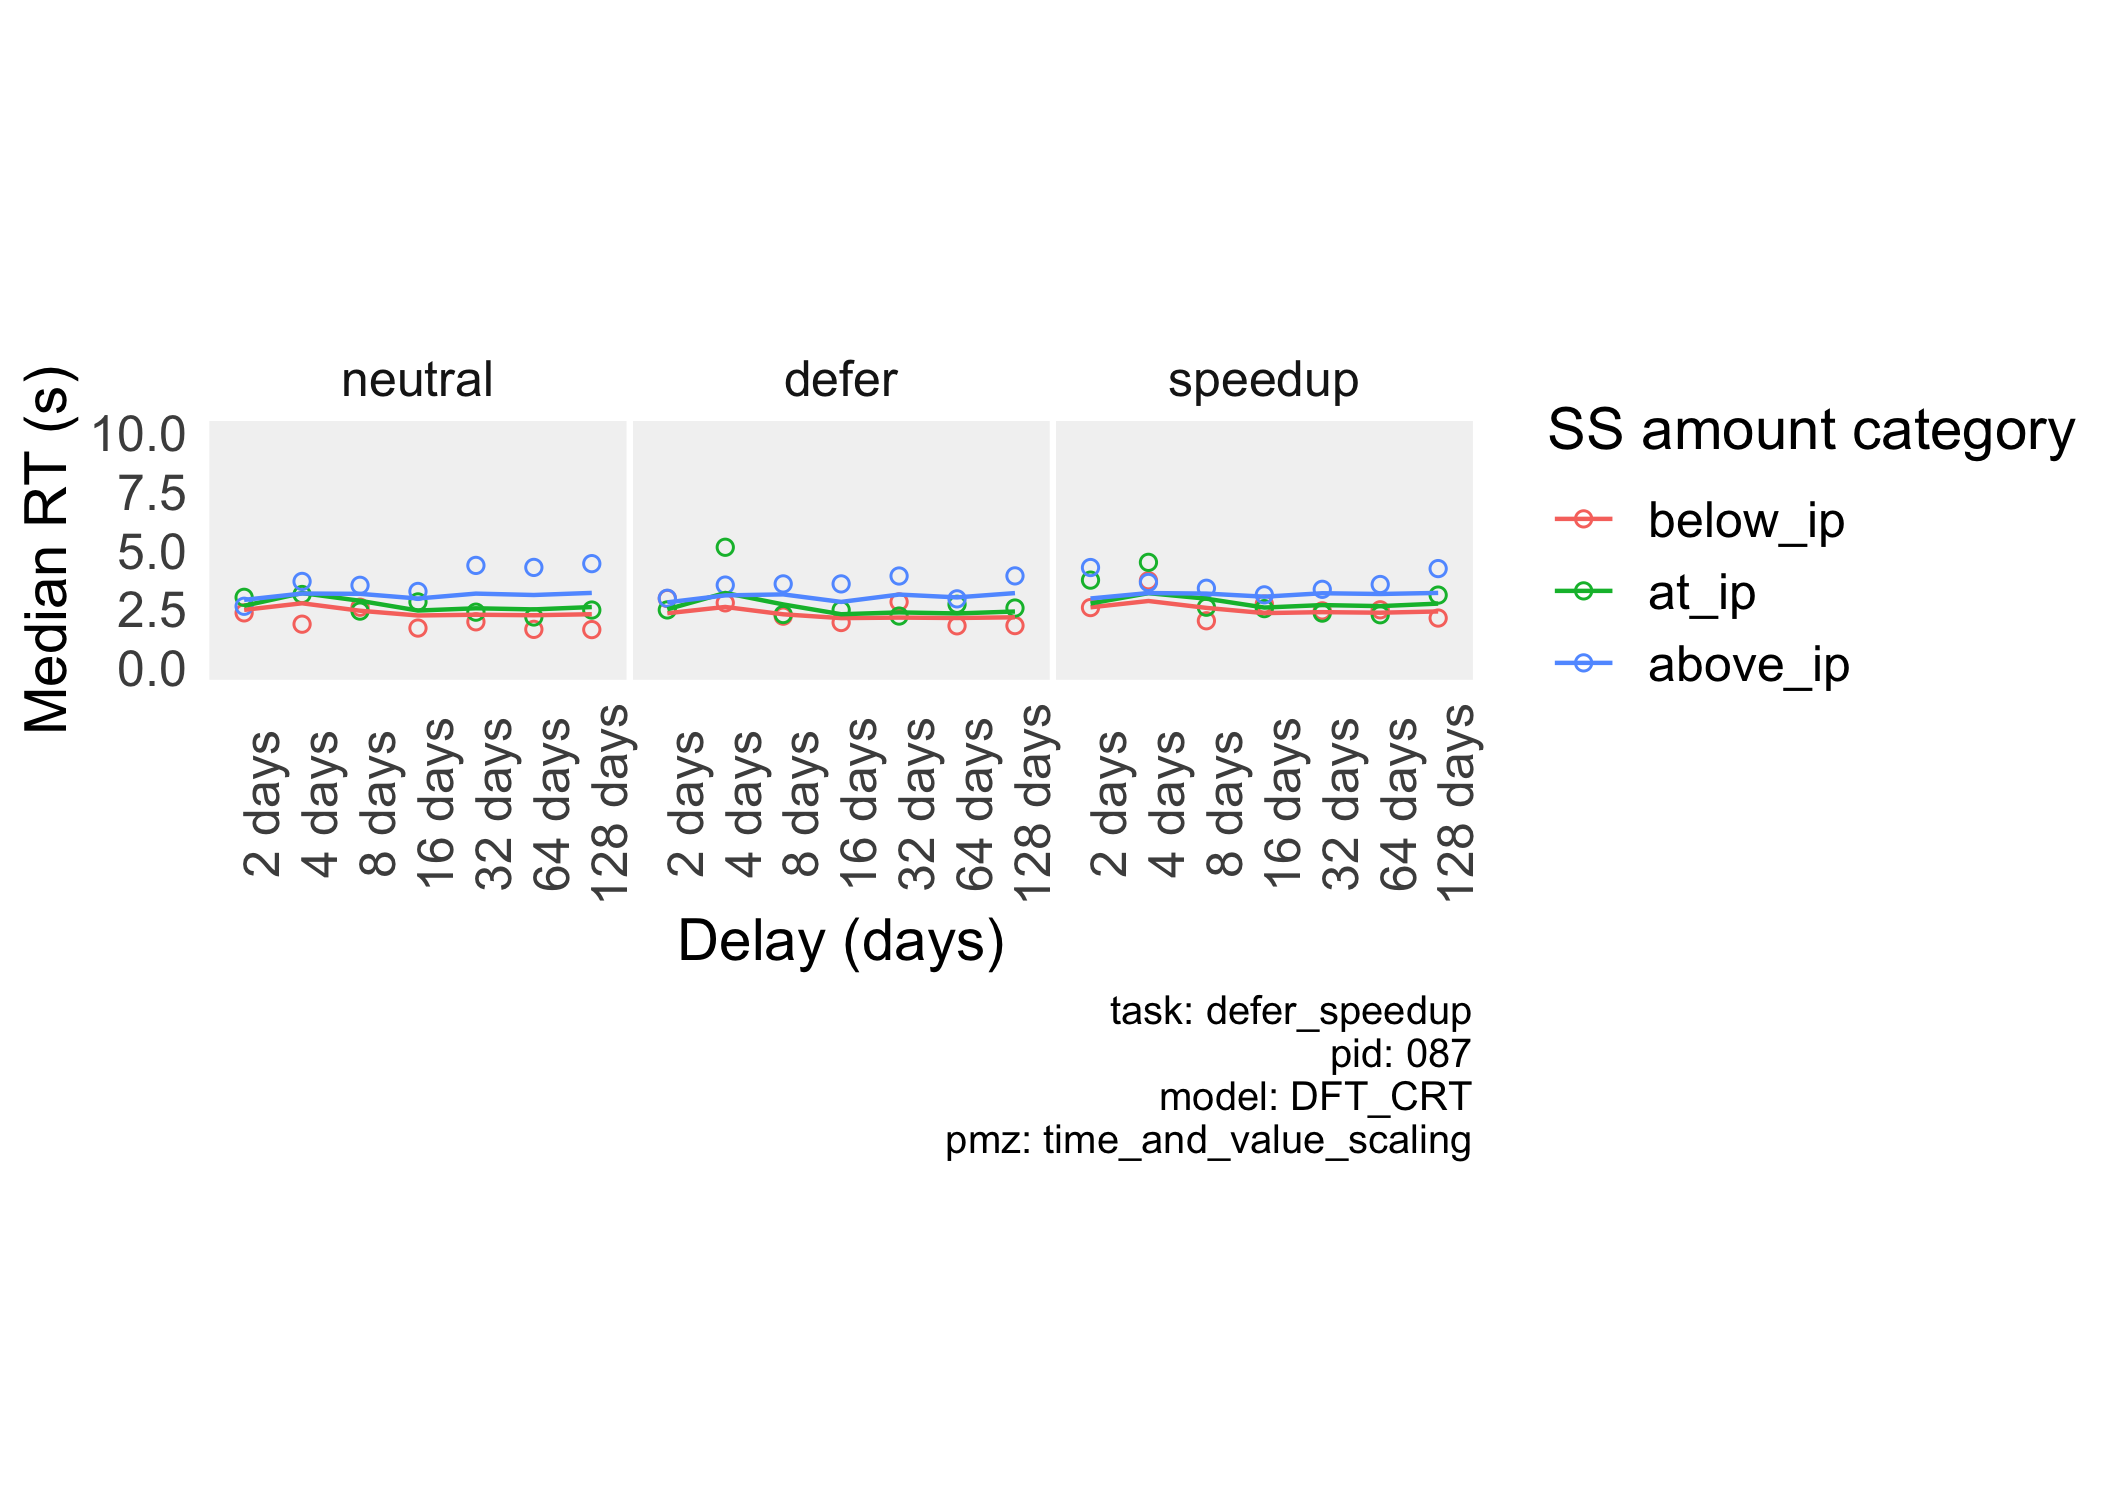 neutral
defer
speedup
Median RT (s)
10.0
7.5
5.0
2.5
0.0
2 days
4 days
8 days
16 days
32 days
64 days
128 days
2 days
4 days
8 days
16 days
32 days
64 days
128 days
2 days
4 days
8 days
16 days
32 days
64 days
128 days
Delay (days)
SS amount category
below_ip
at_ip
above_ip
task: defer_speedup
pid: 087
model: DFT_CRT
pmz: time_and_value_scaling